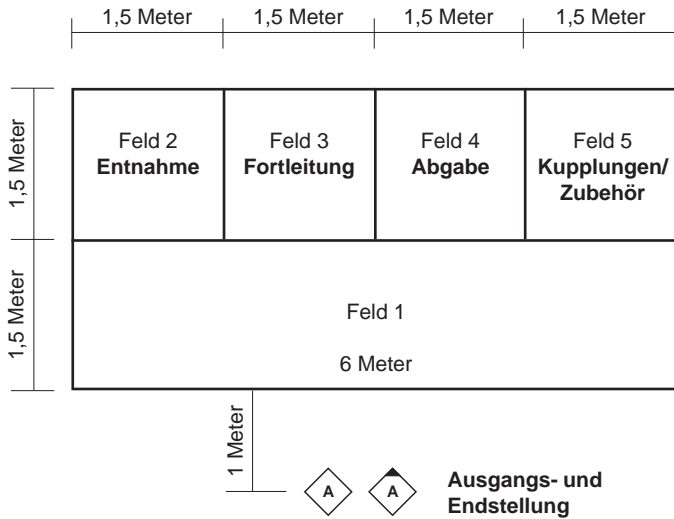 1,5 Meter 1,5 Meter 1,5 Meter 1,5 Meter
1,5 Meter
Feld 2
Entnahme
Feld 3
Fortleitung
Feld 4
Abgabe
Feld 5
Kupplungen/
Zubehör
1,5 Meter
Feld 1
6 Meter
1 Meter
A A
Ausgangs- und
Endstellung